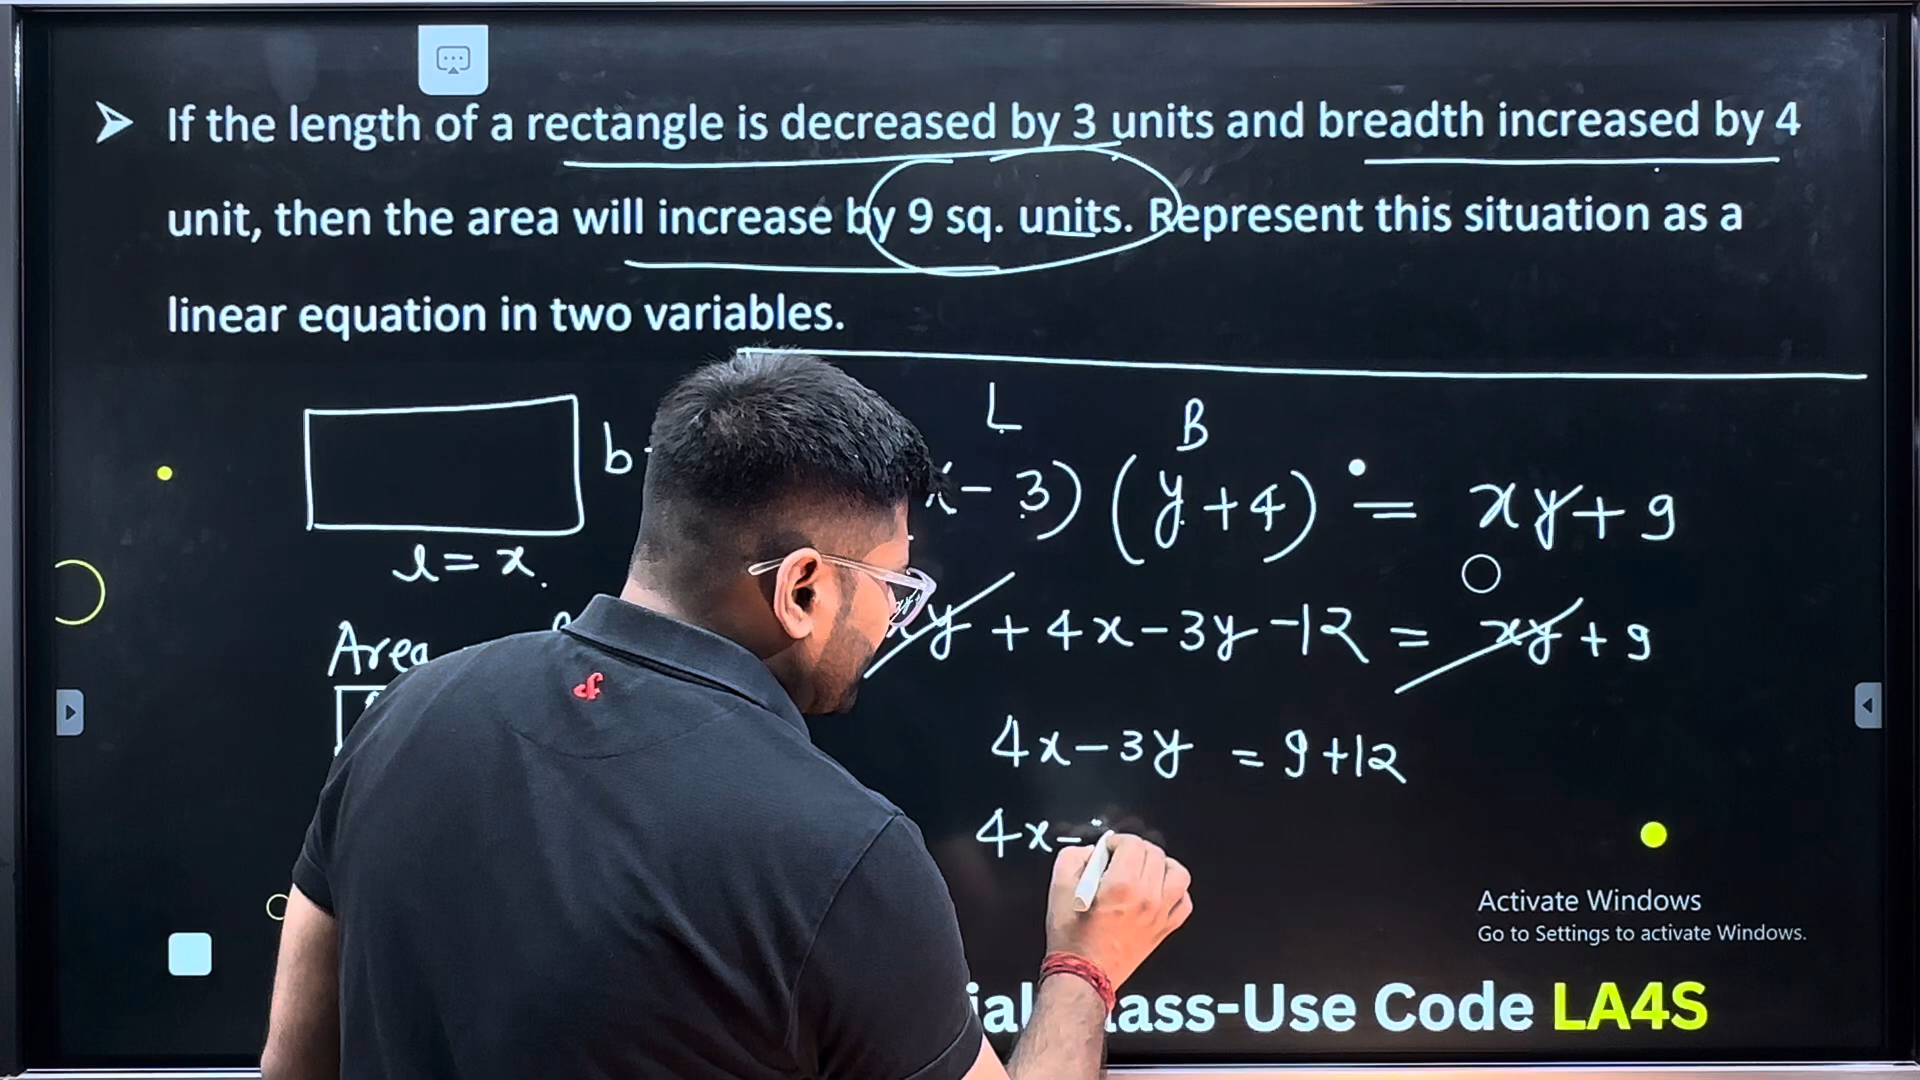 ➤ If the length of a rectangle is decreased by 3 units and breadth increased by 4
unit, then the area will increase by 9 sq. units. Represent this situation as a
linear equation in two variables.
L B
b
- 3) (y+4) = xy+9
l = x
xy + 4x - 3y - 12 = xy + 9
Area
4x - 3y = 9+12
4x -
Activate Windows
Go to Settings to activate Windows.
-Use Code LA4S